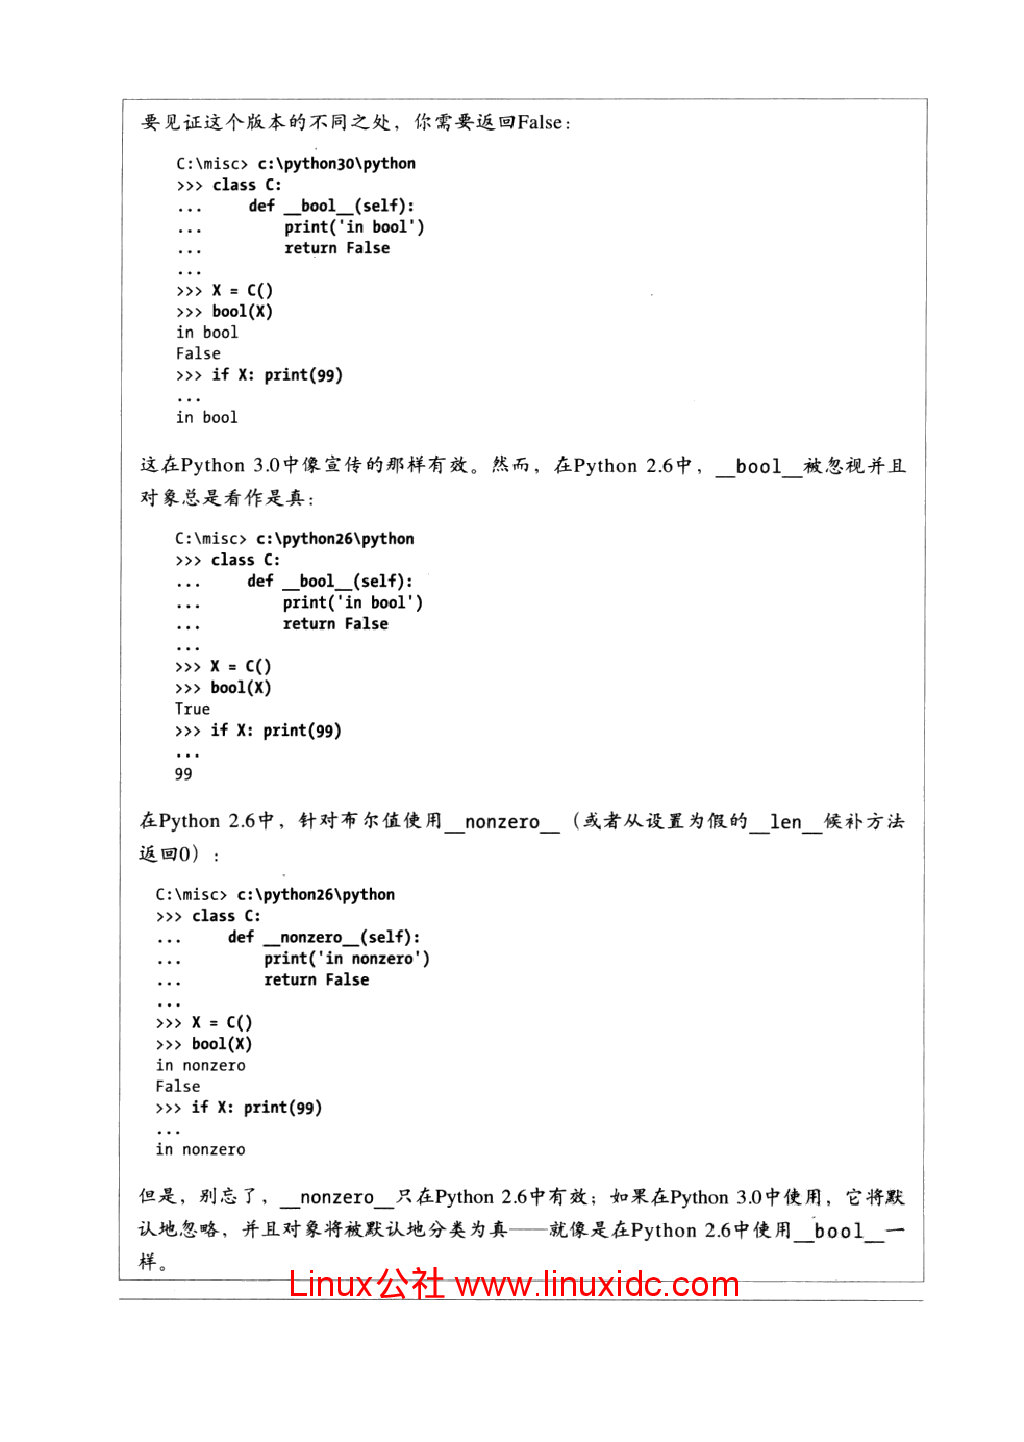 要见证这个版本的不同之处，你需要返回False：
C:\misc> c:\python30\python
>>> class C:
...     def __bool__(self):
...         print('in bool')
...         return False
...
>>> X = C()
>>> bool(X)
in bool
False
>>> if X: print(99)
...
in bool
这在Python 3.0中像宣传的那样有效。然而，在Python 2.6中，__bool__被忽视并且
对象总是看作是真：
C:\misc> c:\python26\python
>>> class C:
...     def __bool__(self):
...         print('in bool')
...         return False
...
>>> X = C()
>>> bool(X)
True
>>> if X: print(99)
...
99
在Python 2.6中，针对布尔值使用__nonzero__（或者从设置为假的__len__候补方法
返回0）：
C:\misc> c:\python26\python
>>> class C:
...     def __nonzero__(self):
...         print('in nonzero')
...         return False
...
>>> X = C()
>>> bool(X)
in nonzero
False
>>> if X: print(99)
...
in nonzero
但是，别忘了，__nonzero__只在Python 2.6中有效；如果在Python 3.0中使用，它将默
认地忽略，并且对象将被默认地分类为真——就像是在Python 2.6中使用__bool__一
样。
Linux公社 www.linuxidc.com